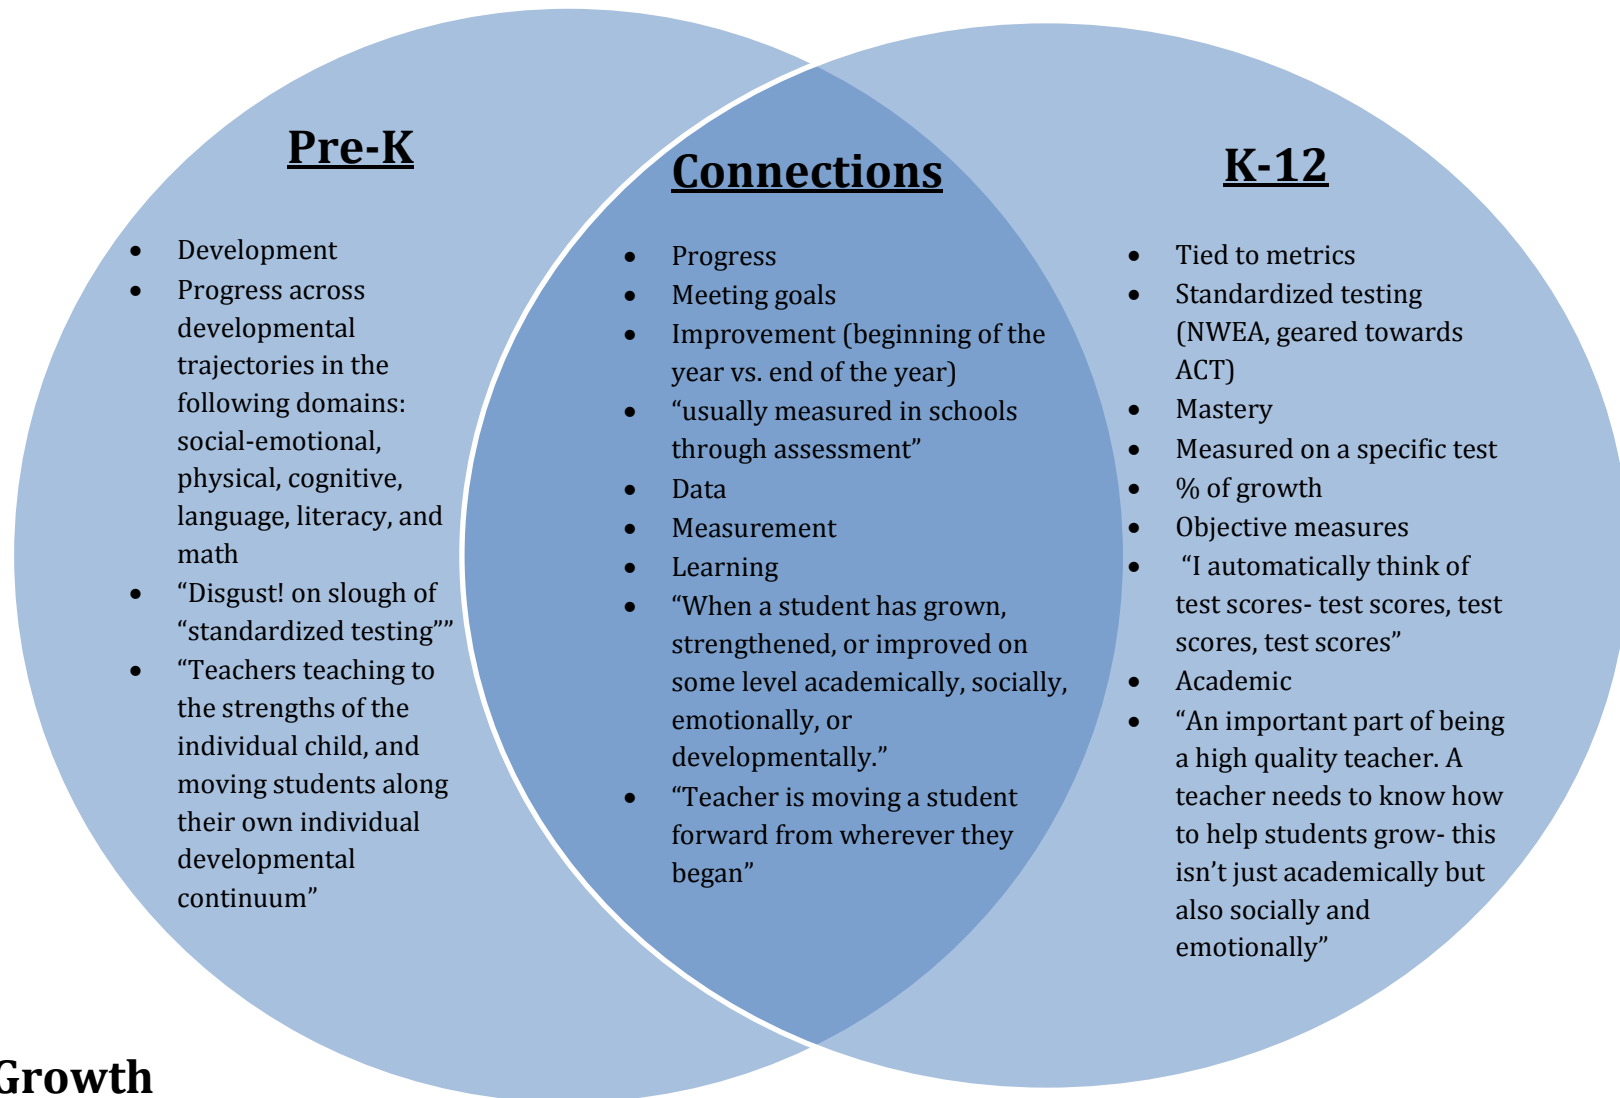 Pre-K
• Development
• Progress across
developmental
trajectories in the
following domains:
social-emotional,
physical, cognitive,
language, literacy, and
math
• “Disgust! on slough of
“standardized testing””
• “Teachers teaching to
the strengths of the
individual child, and
moving students along
their own individual
developmental
continuum”
Connections
• Progress
• Meeting goals
• Improvement (beginning of the
year vs. end of the year)
• “usually measured in schools
through assessment”
• Data
• Measurement
• Learning
• “When a student has grown,
strengthened, or improved on
some level academically, socially,
emotionally, or
developmentally.”
• “Teacher is moving a student
forward from wherever they
began”
K-12
• Tied to metrics
• Standardized testing
(NWEA, geared towards
ACT)
• Mastery
• Measured on a specific test
• % of growth
• Objective measures
• “I automatically think of
test scores- test scores, test
scores, test scores”
• Academic
• “An important part of being
a high quality teacher. A
teacher needs to know how
to help students grow- this
isn’t just academically but
also socially and
emotionally”
Growth